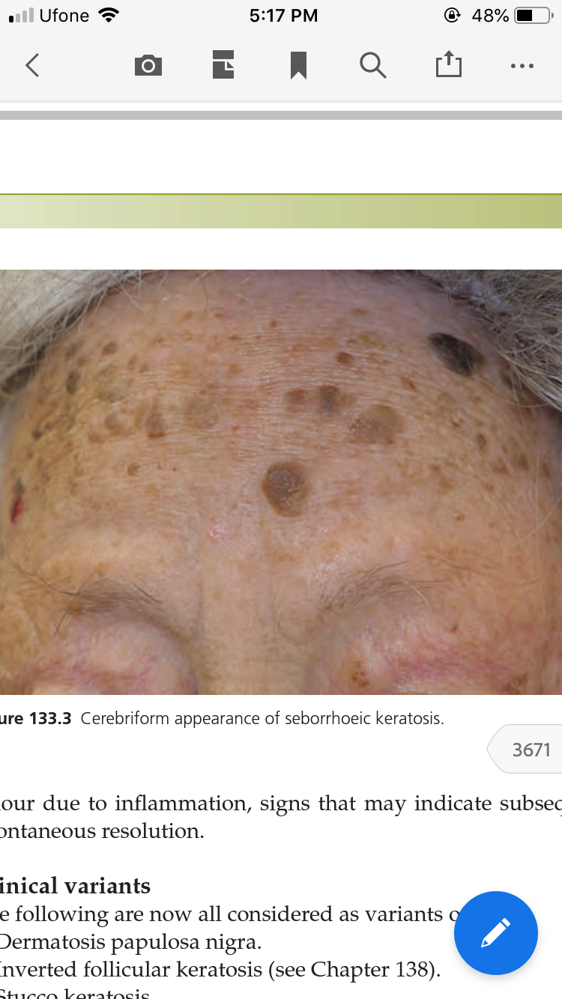 Ufone 5:17 PM 48%
ure 133.3 Cerebriform appearance of seborrhoeic keratosis.
3671
our due to inflammation, signs that may indicate subseq
ontaneous resolution.
inical variants
e following are now all considered as variants o
Dermatosis papulosa nigra.
nverted follicular keratosis (see Chapter 138).
Stucco keratosis